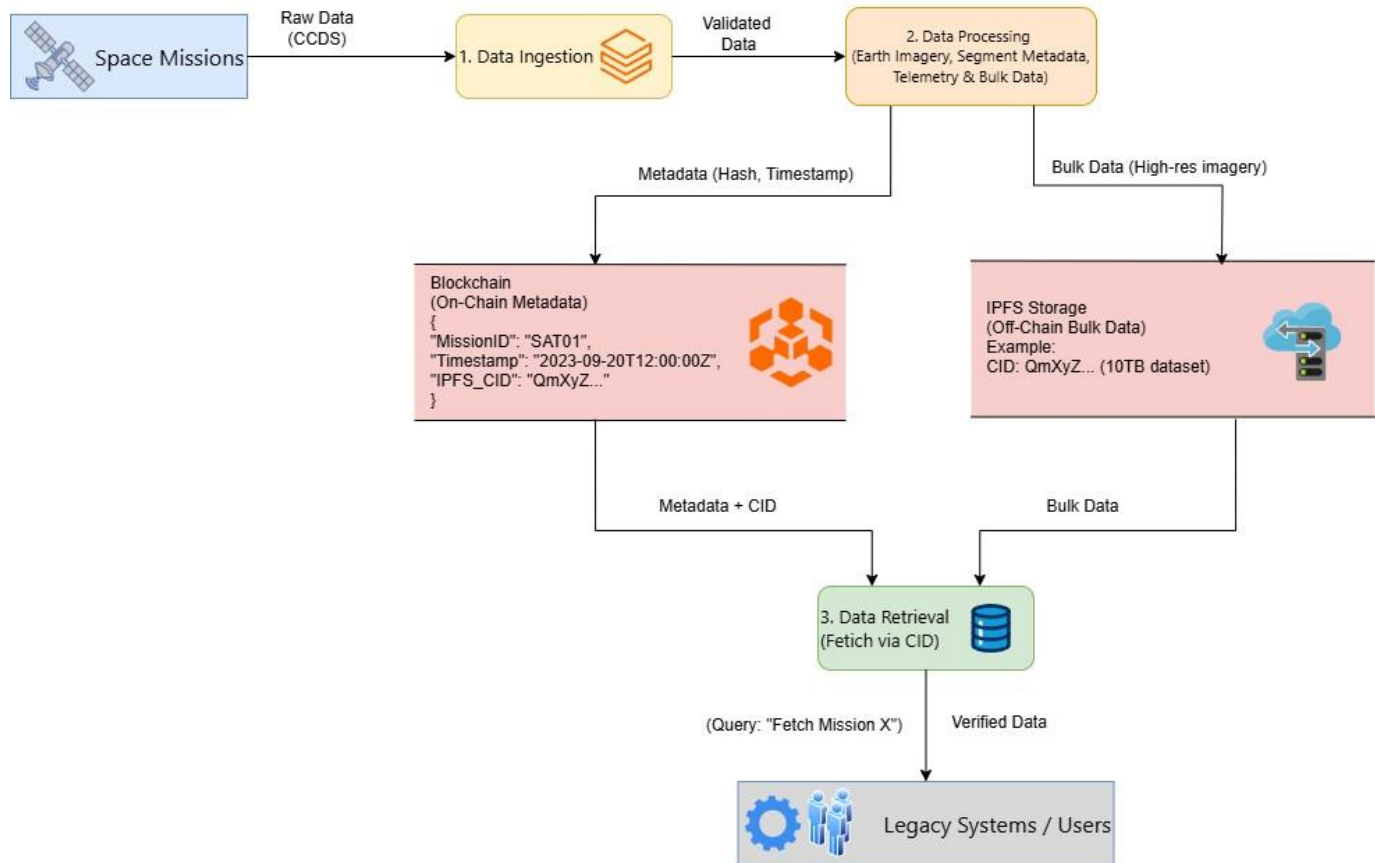 Raw Data
(CCDS)
Space Missions
1. Data Ingestion
Validated
Data
2. Data Processing
(Earth Imagery, Segment Metadata,
Telemetry & Bulk Data)
Metadada (Hash, Timestamp)
Bulk Data (High-res imagery)
Blockchain
(On-Chain Metadata)
{
"MissionID": "SAT01",
"Timestamp": "2023-09-20T12:00:00Z",
"IPFS_CID": "QmXyZ..."
}
IPFS Storage
(Off-Chain Bulk Data)
Example:
CID: QmXyZ... (10TB dataset)
Metadata + CID
Bulk Data
3. Data Retrieval
(Fetich via CID)
(Query: "Fetch Mission X")
Verified Data
Legacy Systems / Users